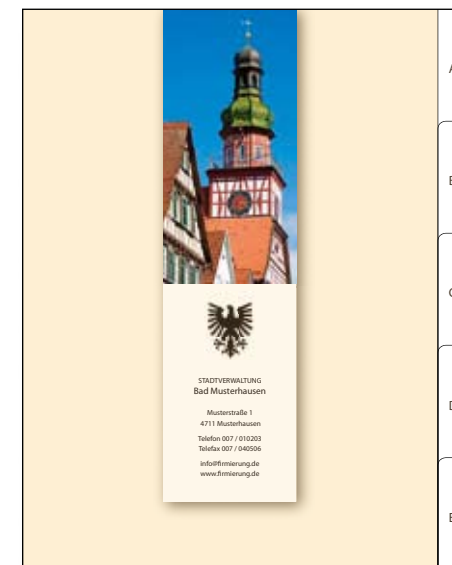 STADTVERWALTUNG
Bad Musterhausen
Musterstraße 1
4711 Musterhausen
Telefon 007 / 010203
Telefax 007 / 040506
info@firmierung.de
www.firmierung.de